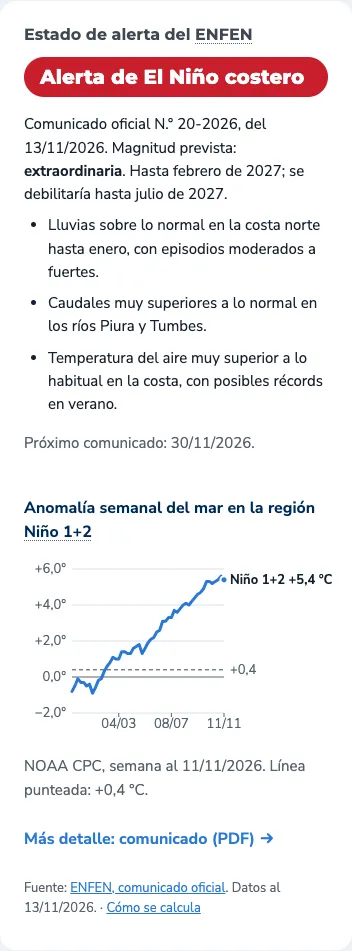 Estado de alerta del ENFEN
Alerta de El Niño costero
Comunicado oficial N.° 20-2026, del
13/11/2026. Magnitud prevista:
extraordinaria. Hasta febrero de 2027; se
debilitaría hasta julio de 2027.
• Lluvias sobre lo normal en la costa norte
hasta enero, con episodios moderados a
fuertes.
• Caudales muy superiores a lo normal en
los ríos Piura y Tumbes.
• Temperatura del aire muy superior a lo
habitual en la costa, con posibles récords
en verano.
Próximo comunicado: 30/11/2026.
Anomalía semanal del mar en la región
Niño 1+2
+6,0°
Niño 1+2 +5,4 °C
+4,0°
+2,0°
+0,4
0,0°
−2,0°
04/03 08/07 11/11
NOAA CPC, semana al 11/11/2026. Línea
punteada: +0,4 °C.
Más detalle: comunicado (PDF) →
Fuente: ENFEN, comunicado oficial. Datos al
13/11/2026. · Cómo se calcula